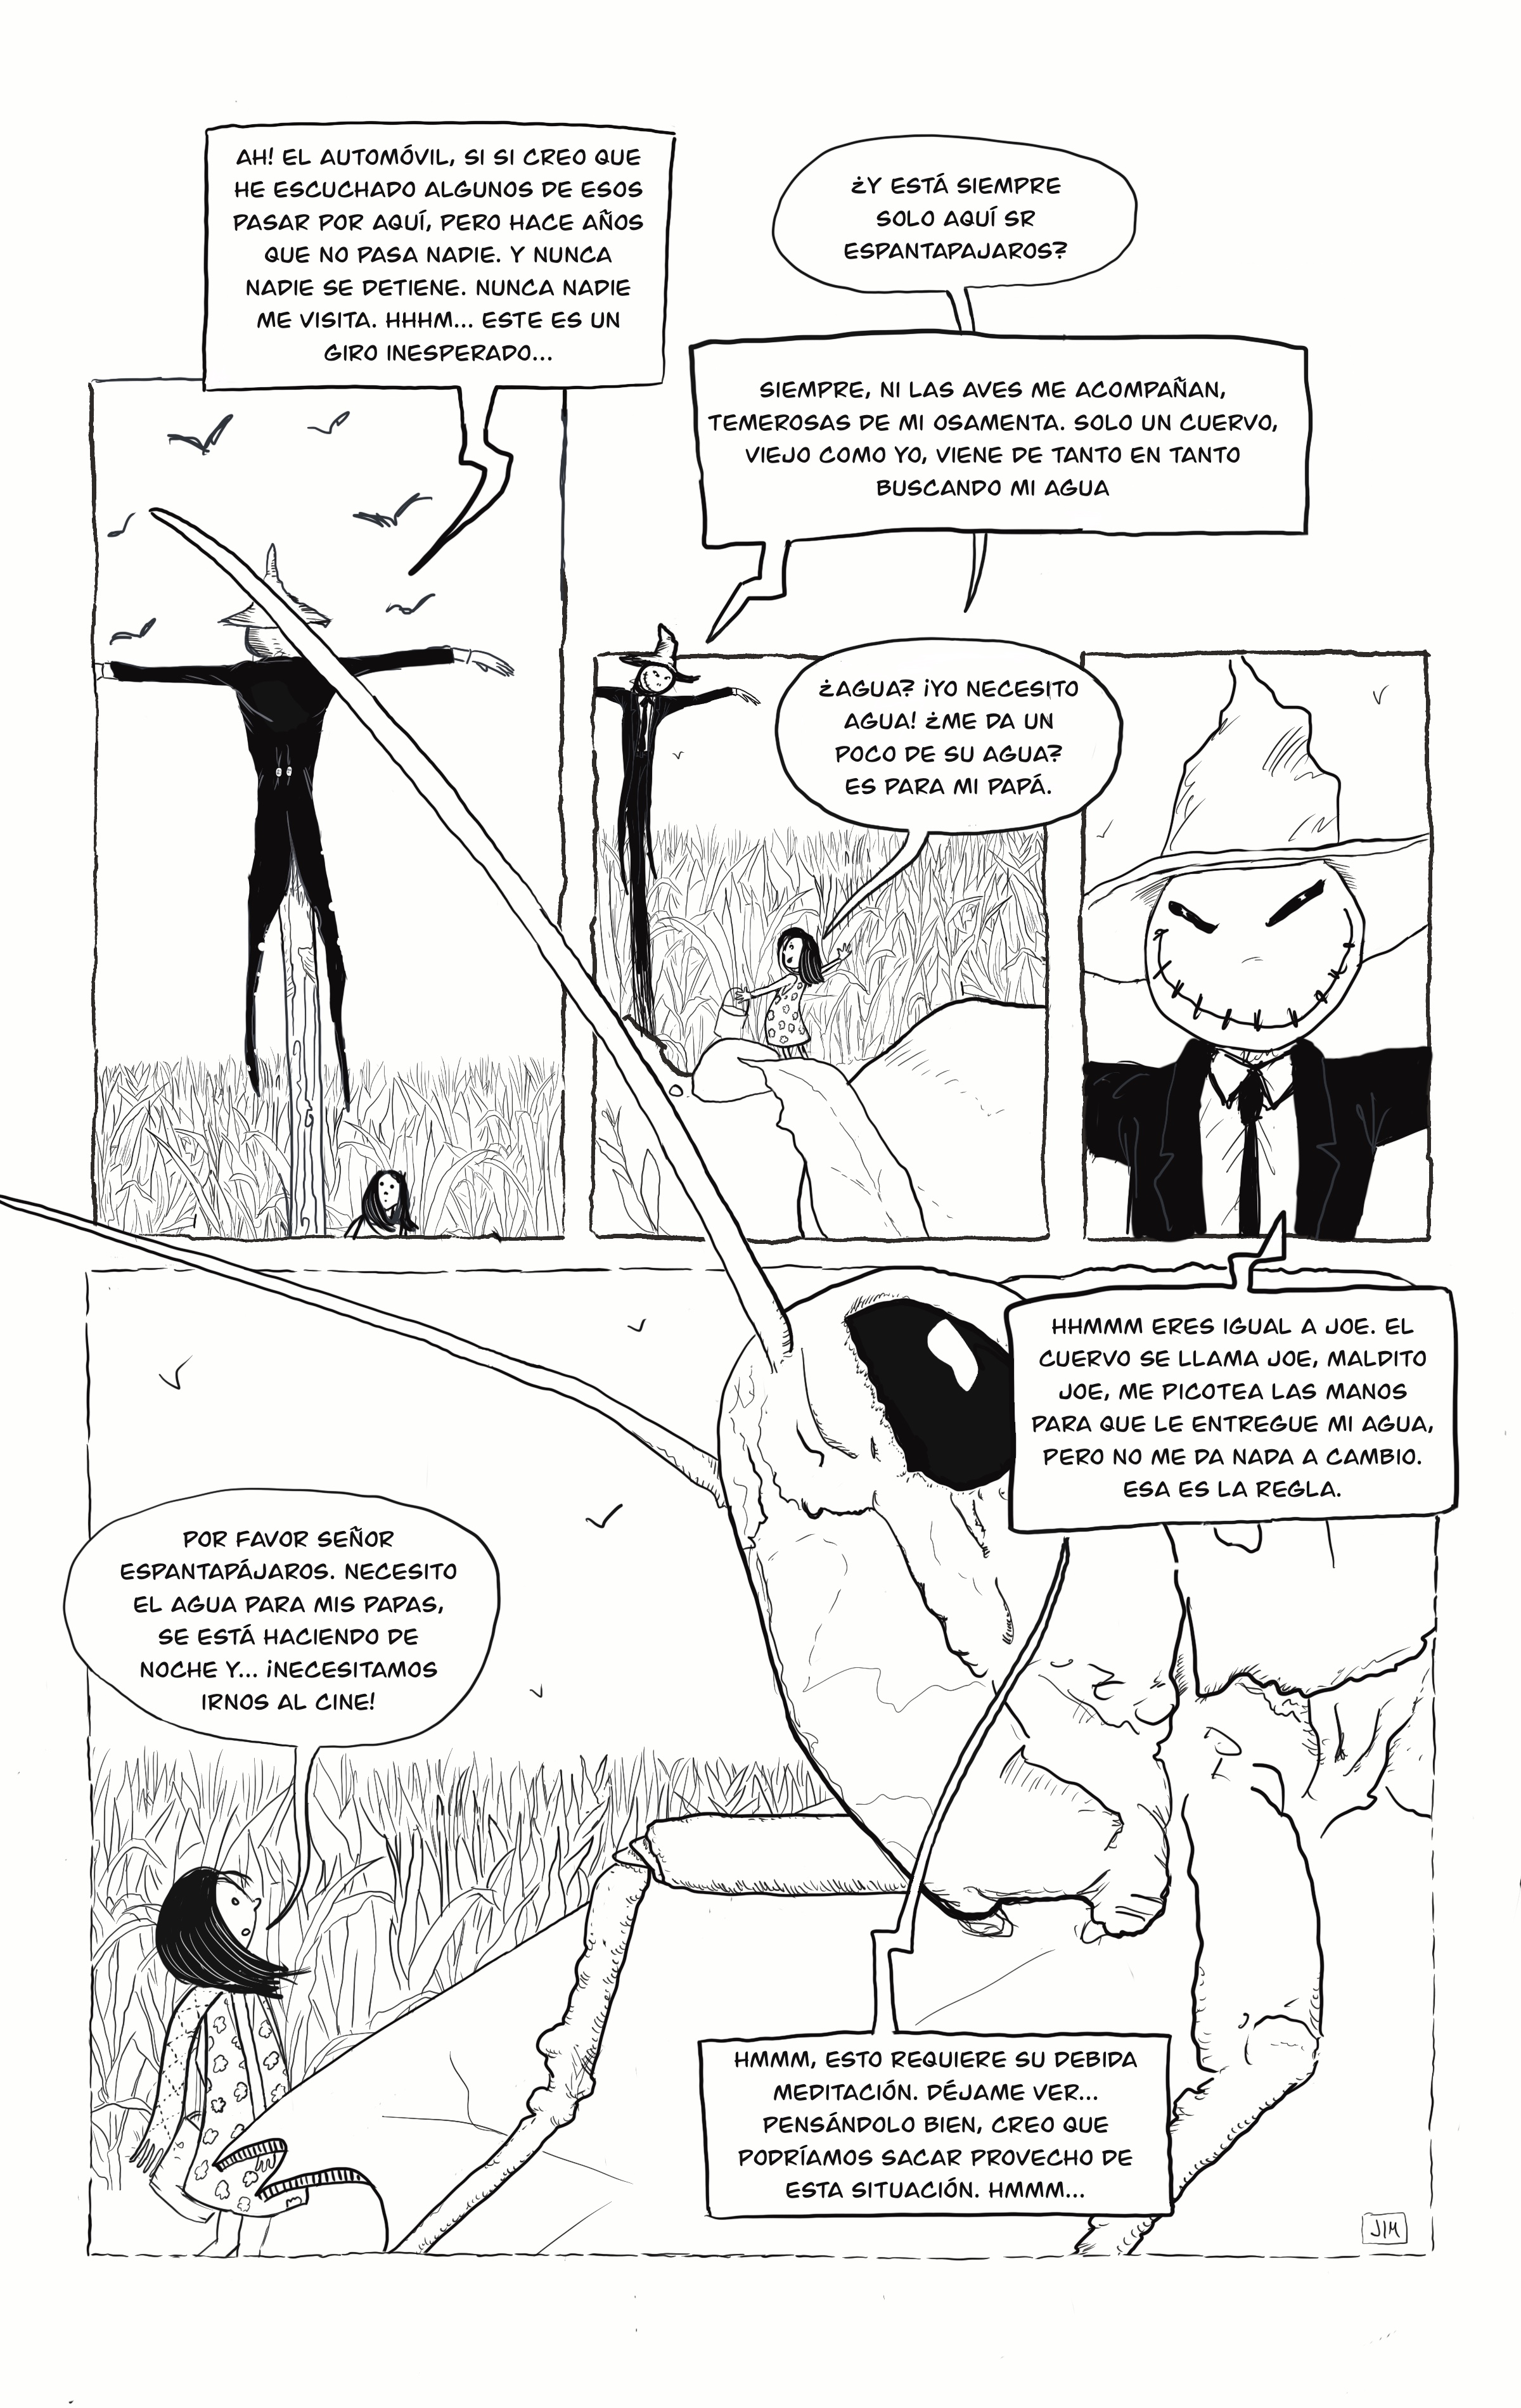 AH! EL AUTOMÓVIL, SI SI CREO QUE
HE ESCUCHADO ALGUNOS DE ESOS
PASAR POR AQUÍ, PERO HACE AÑOS
QUE NO PASA NADIE. Y NUNCA
NADIE SE DETIENE. NUNCA NADIE
ME VISITA. HHHM... ESTE ES UN
GIRO INESPERADO...
¿Y ESTÁ SIEMPRE
SOLO AQUÍ SR
ESPANTAPAJAROS?
SIEMPRE, NI LAS AVES ME ACOMPAÑAN,
TEMEROSAS DE MI OSAMENTA. SOLO UN CUERVO,
VIEJO COMO YO, VIENE DE TANTO EN TANTO
BUSCANDO MI AGUA
¿AGUA? ¡YO NECESITO
AGUA! ¿ME DA UN
POCO DE SU AGUA?
ES PARA MI PAPÁ.
HHMMM ERES IGUAL A JOE. EL
CUERVO SE LLAMA JOE, MALDITO
JOE, ME PICOTEA LAS MANOS
PARA QUE LE ENTREGUE MI AGUA,
PERO NO ME DA NADA A CAMBIO.
ESA ES LA REGLA.
POR FAVOR SEÑOR
ESPANTAPÁJAROS. NECESITO
EL AGUA PARA MIS PAPAS,
SE ESTÁ HACIENDO DE
NOCHE Y... ¡NECESITAMOS
IRNOS AL CINE!
HMMM, ESTO REQUIERE SU DEBIDA
MEDITACIÓN. DÉJAME VER...
PENSÁNDOLO BIEN, CREO QUE
PODRÍAMOS SACAR PROVECHO DE
ESTA SITUACIÓN. HMMM...
JIM